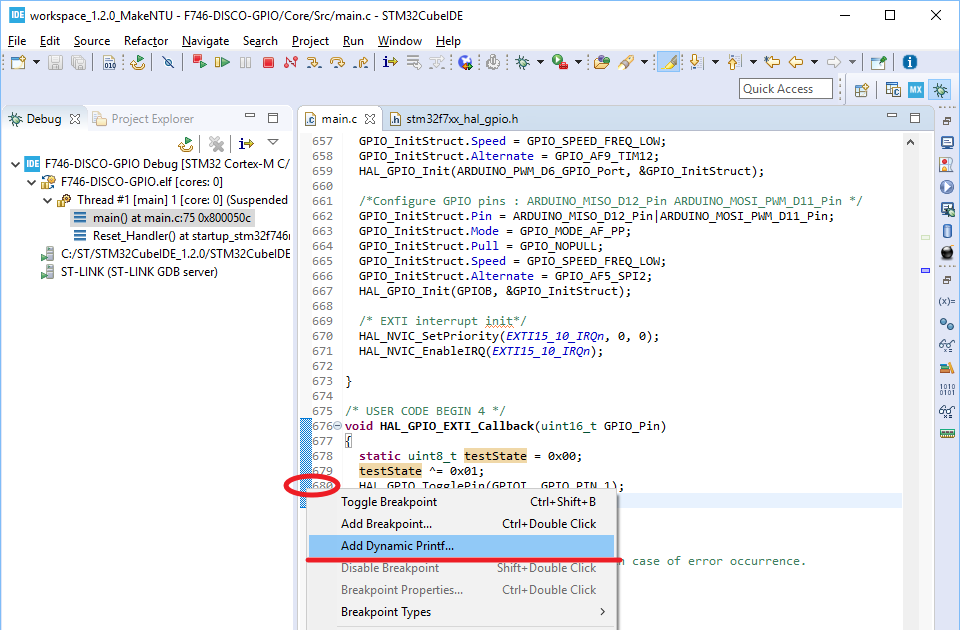 IDE workspace_1.2.0_MakeNTU - F746-DISCO-GPIO/Core/Src/main.c - STM32CubeIDE
File Edit Source Refactor Navigate Search Project Run Window Help
010
Quick Access
MX
Debug
Project Explorer
IDE F746-DISCO-GPIO Debug [STM32 Cortex-M C/
F746-DISCO-GPIO.elf [cores: 0]
Thread #1 [main] 1 [core: 0] (Suspended
main() at main.c:75 0x800050c
Reset_Handler() at startup_stm32f746
C:/ST/STM32CubeIDE_1.2.0/STM32CubeIDE
ST-LINK (ST-LINK GDB server)
main.c
stm32f7xx_hal_gpio.h
657 GPIO_InitStruct.Speed = GPIO_SPEED_FREQ_LOW;
658 GPIO_InitStruct.Alternate = GPIO_AF9_TIM12;
659 HAL_GPIO_Init(ARDUINO_PWM_D6_GPIO_Port, &GPIO_InitStruct);
660
661 /*Configure GPIO pins : ARDUINO_MISO_D12_Pin ARDUINO_MOSI_PWM_D11_Pin */
662 GPIO_InitStruct.Pin = ARDUINO_MISO_D12_Pin|ARDUINO_MOSI_PWM_D11_Pin;
663 GPIO_InitStruct.Mode = GPIO_MODE_AF_PP;
664 GPIO_InitStruct.Pull = GPIO_NOPULL;
665 GPIO_InitStruct.Speed = GPIO_SPEED_FREQ_LOW;
666 GPIO_InitStruct.Alternate = GPIO_AF5_SPI2;
667 HAL_GPIO_Init(GPIOB, &GPIO_InitStruct);
668
669 /* EXTI interrupt init*/
670 HAL_NVIC_SetPriority(EXTI15_10_IRQn, 0, 0);
671 HAL_NVIC_EnableIRQ(EXTI15_10_IRQn);
672
673 }
674
675 /* USER CODE BEGIN 4 */
676 void HAL_GPIO_EXTI_Callback(uint16_t GPIO_Pin)
677 {
678 static uint8_t testState = 0x00;
679 testState ^= 0x01;
680 HAL_GPIO_TogglePin(GPIOI, GPIO_PIN_1);
Toggle Breakpoint Ctrl+Shift+B
Add Breakpoint... Ctrl+Double Click
Add Dynamic Printf...
Disable Breakpoint Shift+Double Click
Breakpoint Properties... Ctrl+Double Click
Breakpoint Types
case of error occurrence.
(x)=
1010
0101